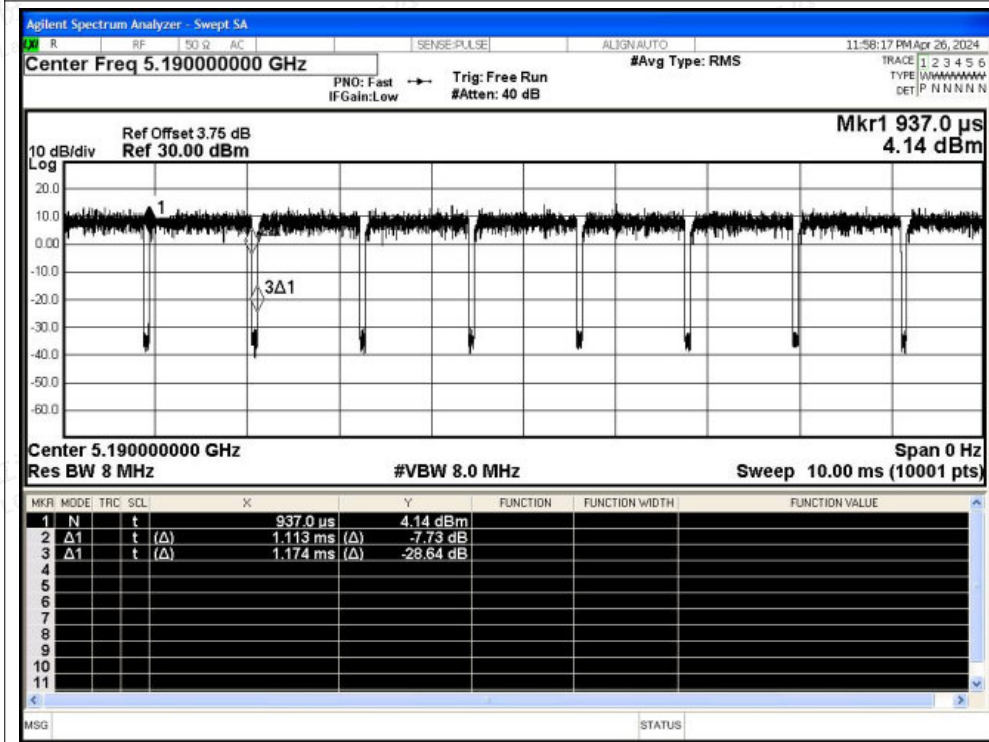 Agilent Spectrum Analyzer - Swept SA
LXI R RF 50 Ω AC SENSE:PULSE ALIGN AUTO 11:58:17 PM Apr 26, 2024
Center Freq 5.190000000 GHz #Avg Type: RMS TRACE 1 2 3 4 5 6
PNO: Fast Trig: Free Run TYPE WWWWWW
IFGain:Low #Atten: 40 dB DET P N N N N N
Mkr1 937.0 µs
Ref Offset 3.75 dB
10 dB/div Ref 30.00 dBm 4.14 dBm
Log
20.0
10.0
1
0.00
-10.0
3Δ1
-20.0
-30.0
-40.0
-50.0
-60.0
Center 5.190000000 GHz Span 0 Hz
Res BW 8 MHz #VBW 8.0 MHz Sweep 10.00 ms (10001 pts)
MKR MODE TRC SCL X Y FUNCTION FUNCTION WIDTH FUNCTION VALUE
1 N t 937.0 µs 4.14 dBm
2 Δ1 t (Δ) 1.113 ms (Δ) -7.73 dB
3 Δ1 t (Δ) 1.174 ms (Δ) -28.64 dB
4
5
6
7
8
9
10
11
MSG STATUS